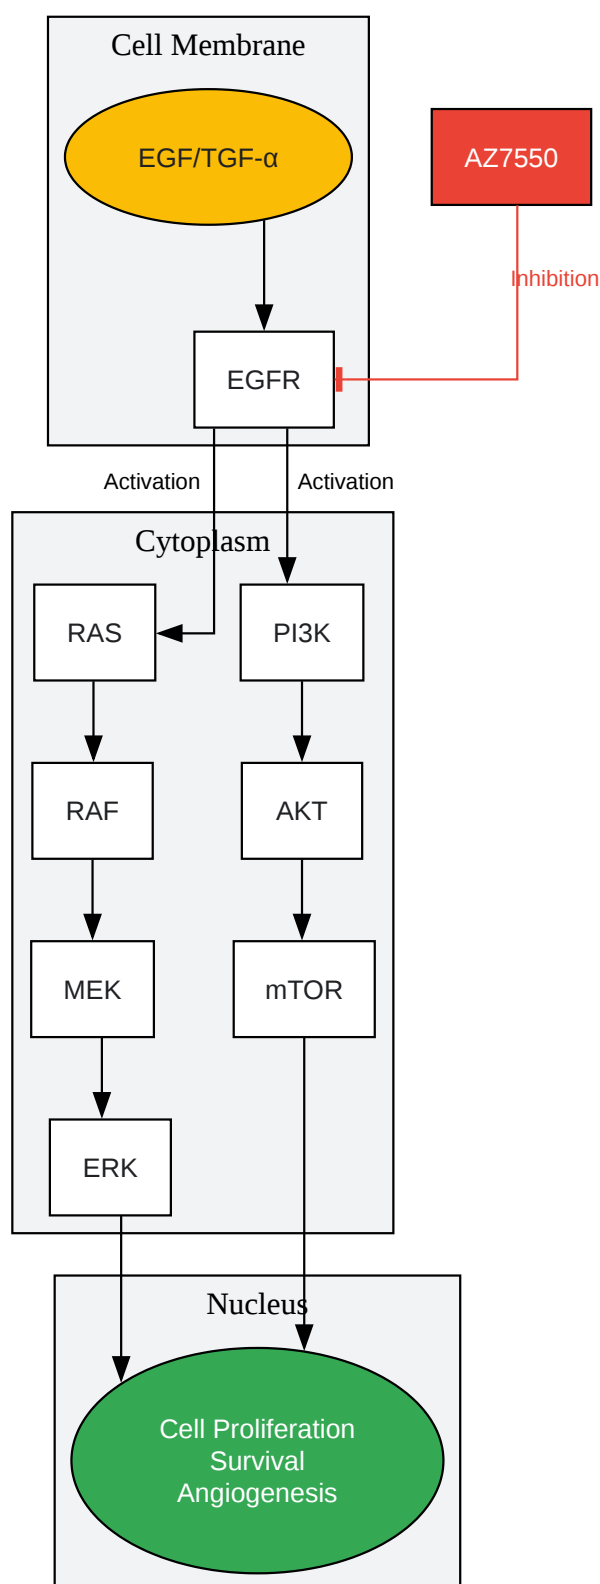 Cell Membrane
EGF/TGF-α
AZ7550
Inhibition
EGFR
Activation
Activation
Cytoplasm
RAS
PI3K
RAF
AKT
MEK
mTOR
ERK
Nucleus
Cell Proliferation
Survival
Angiogenesis